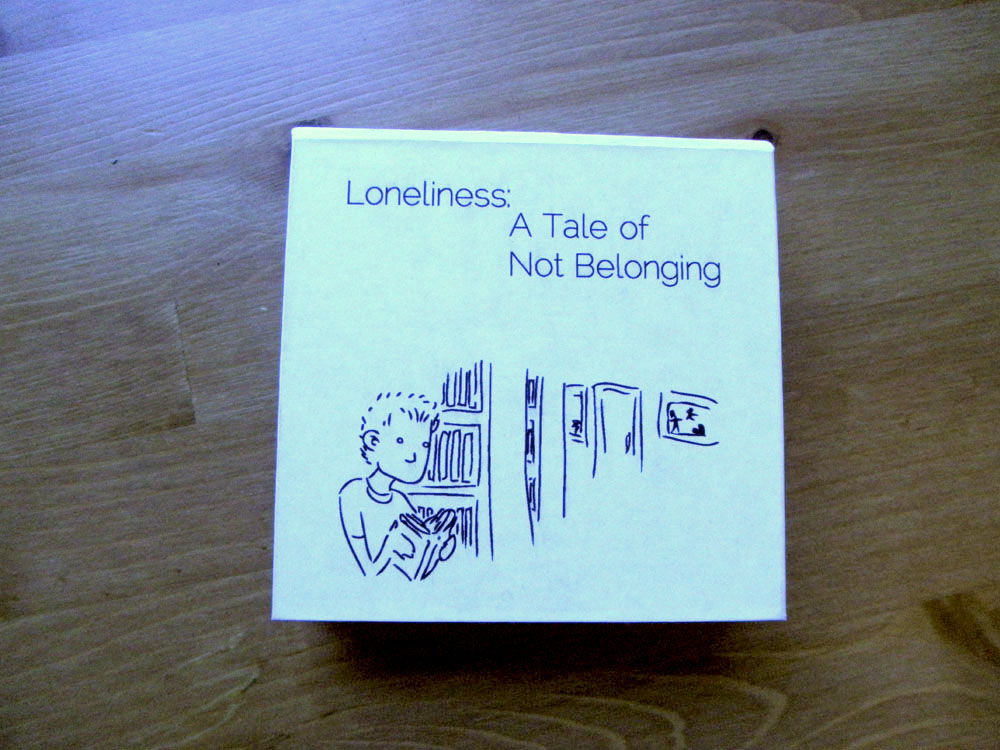 Loneliness:
A Tale of
Not Belonging